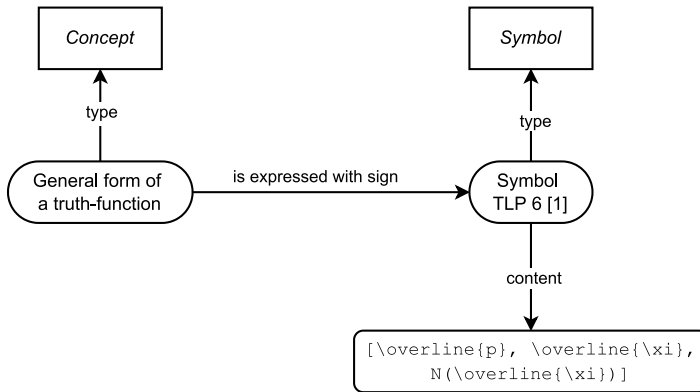 Concept
Symbol
type
type
General form of
a truth-function
is expressed with sign
Symbol
TLP 6 [1]
content
[\overline{p}, \overline{\xi},
N(\overline{\xi})]